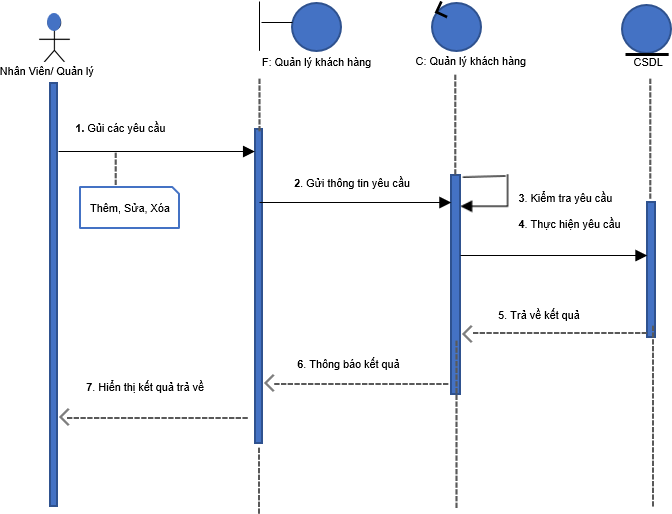 Nhân Viên/ Quản lý
F: Quản lý khách hàng
C: Quản lý khách hàng
CSDL
1. Gủi các yêu cầu
2. Gửi thông tin yêu cầu
3. Kiểm tra yêu cầu
Thêm, Sửa, Xóa
4. Thực hiện yêu cầu
5. Trả về kết quả
6. Thông báo kết quả
7. Hiển thị kết quả trả về